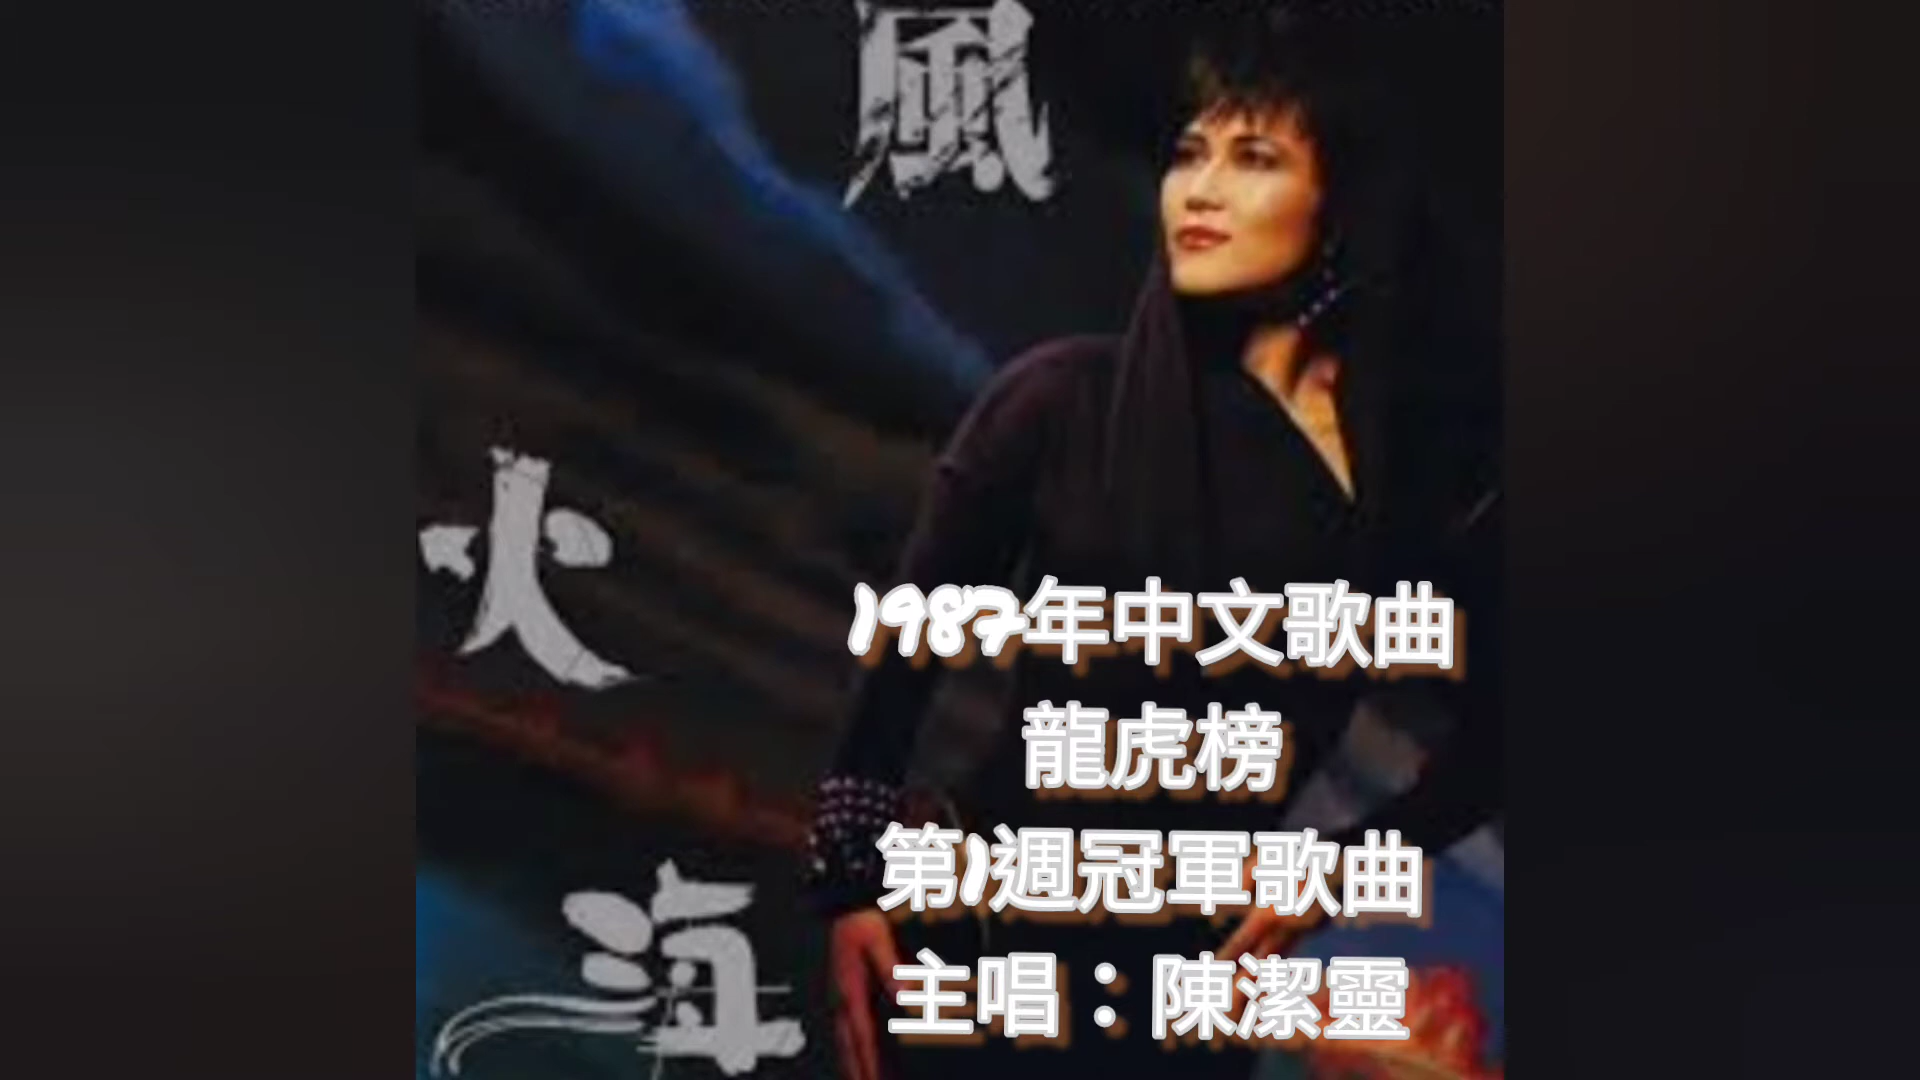 風
火
海
1987年中文歌曲
龍虎榜
第1週冠軍歌曲
主唱：陳潔靈